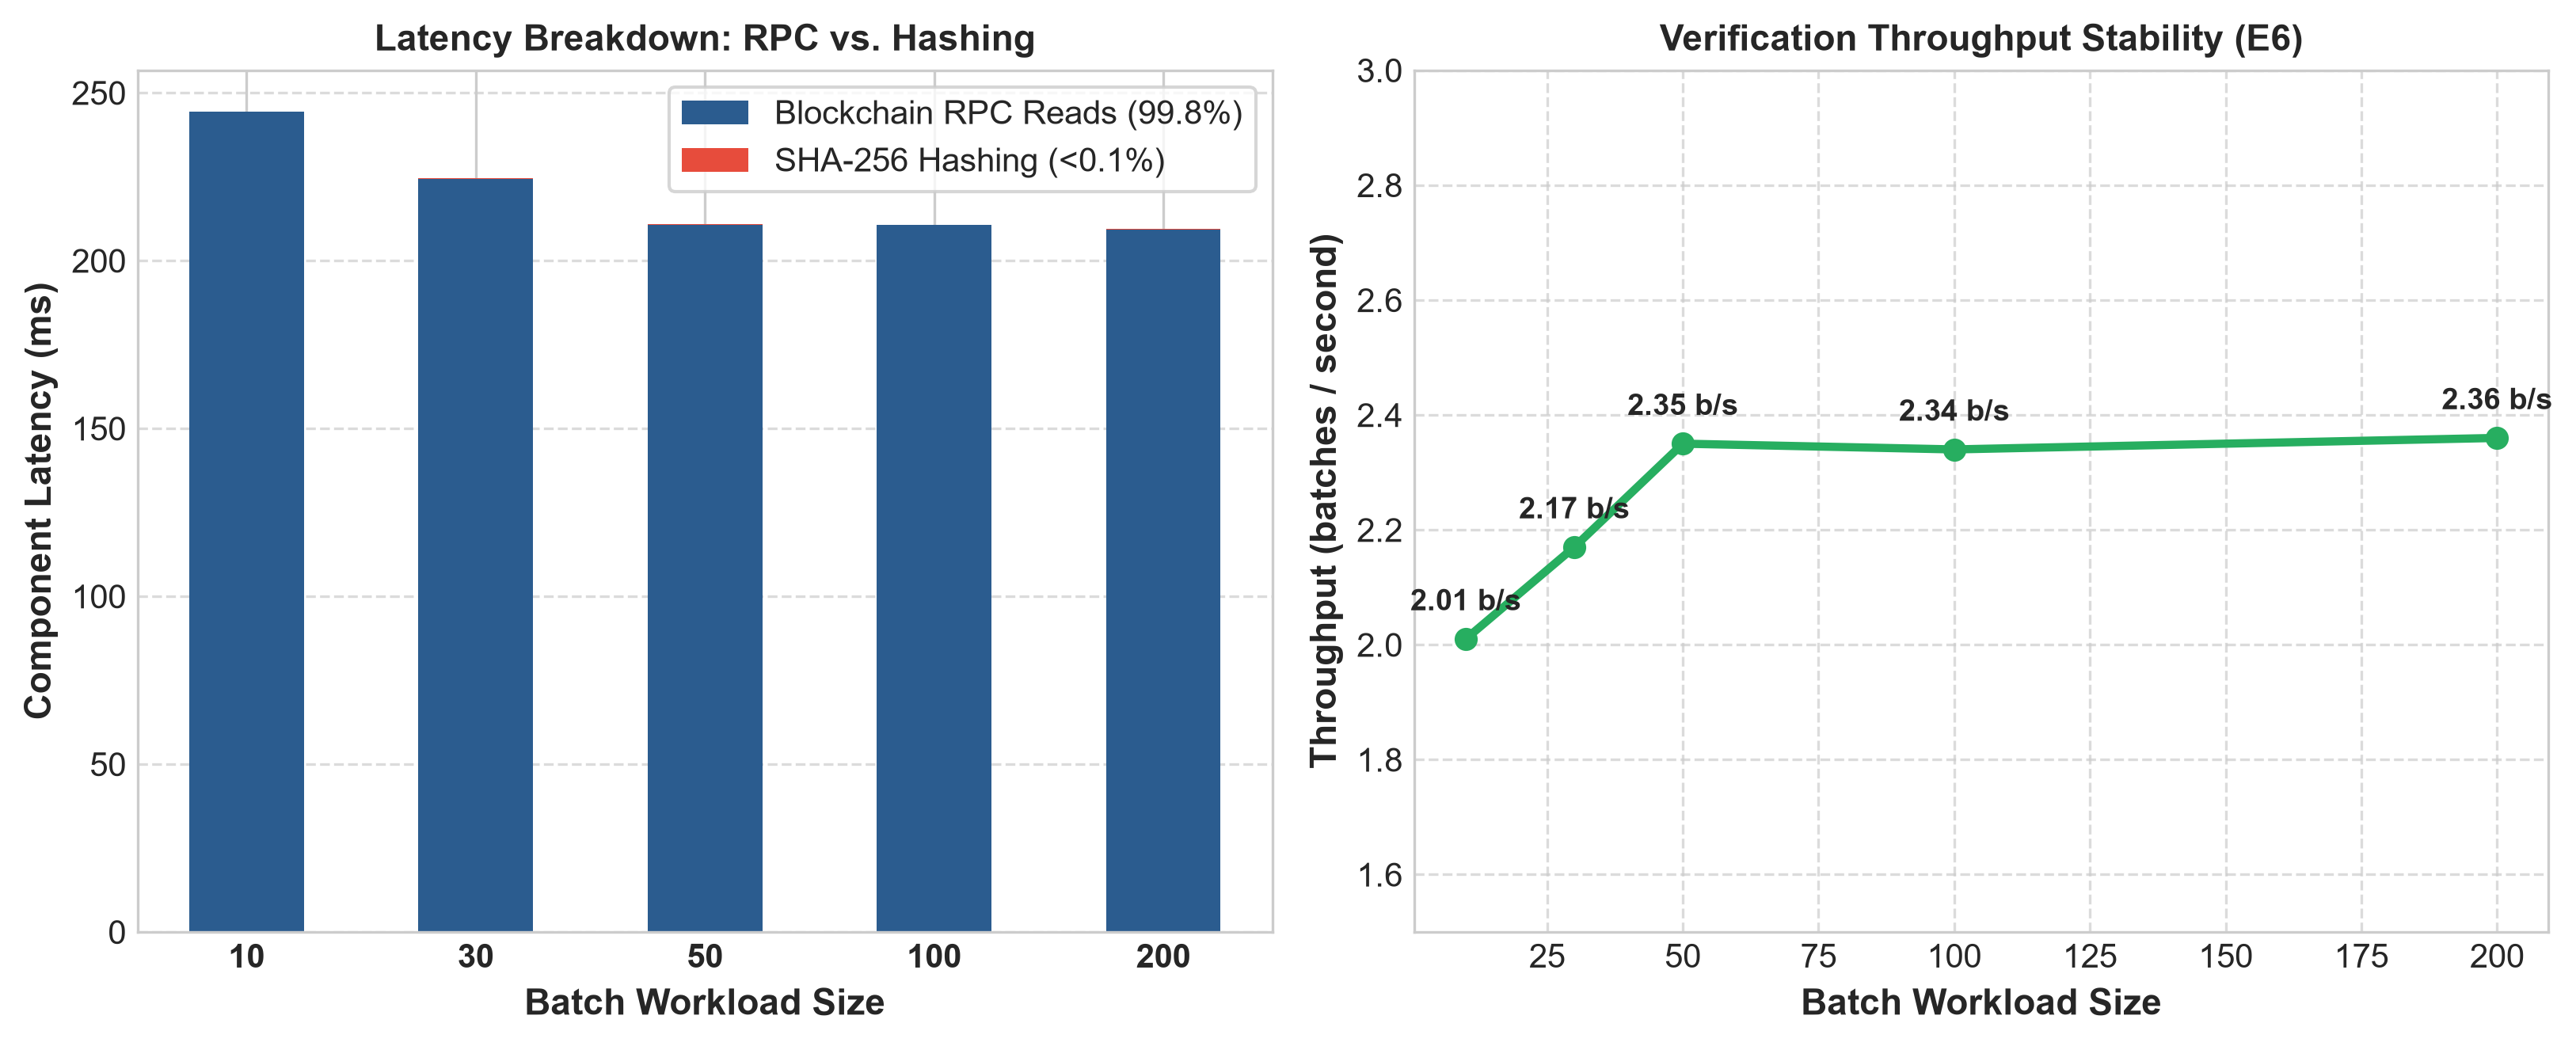 Latency Breakdown: RPC vs. Hashing
Component Latency (ms)
250
200
150
100
50
0
Blockchain RPC Reads (99.8%)
SHA-256 Hashing (<0.1%)
10 30 50 100 200
Batch Workload Size
Verification Throughput Stability (E6)
Throughput (batches / second)
3.0
2.8
2.6
2.4
2.2
2.0
1.8
1.6
2.01 b/s
2.17 b/s
2.35 b/s
2.34 b/s
2.36 b/s
25 50 75 100 125 150 175 200
Batch Workload Size